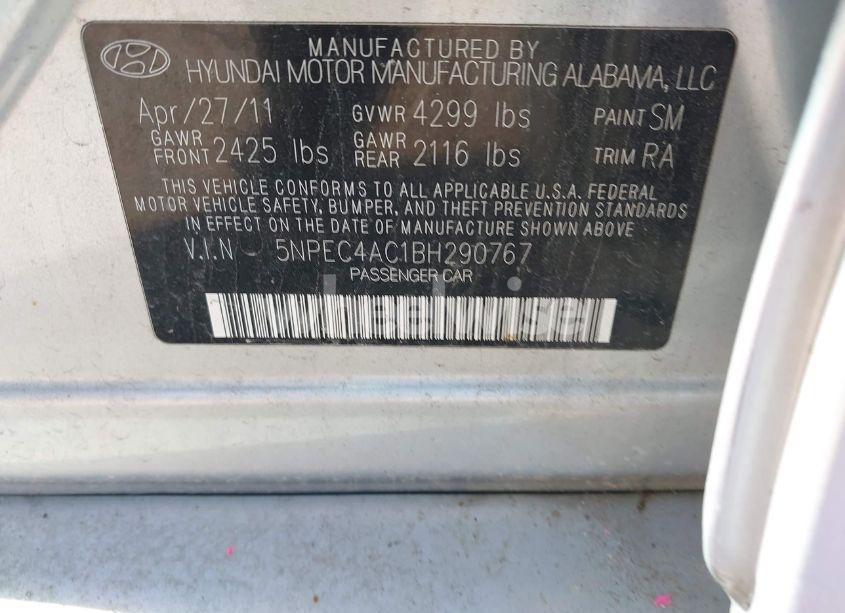 MANUFACTURED BY
HYUNDAI MOTOR MANUFACTURING ALABAMA, LLC
Apr/27/11 GVWR 4299 lbs PAINT SM
GAWR FRONT 2425 lbs GAWR REAR 2116 lbs TRIM RA
THIS VEHICLE CONFORMS TO ALL APPLICABLE U.S.A. FEDERAL
MOTOR VEHICLE SAFETY, BUMPER, AND THEFT PREVENTION STANDARDS
IN EFFECT ON THE DATE OF MANUFACTURE SHOWN ABOVE
V.I.N 5NPEC4AC1BH290767
PASSENGER CAR